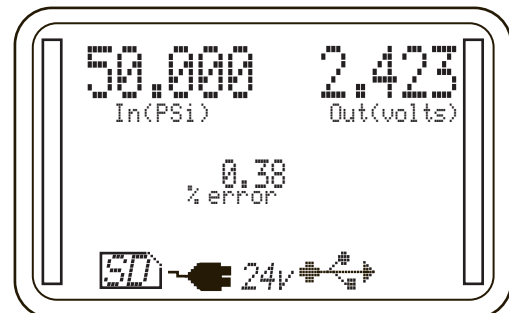 50.000 2.423
In(PSi) Out(volts)
0.38
% error
SD 24v